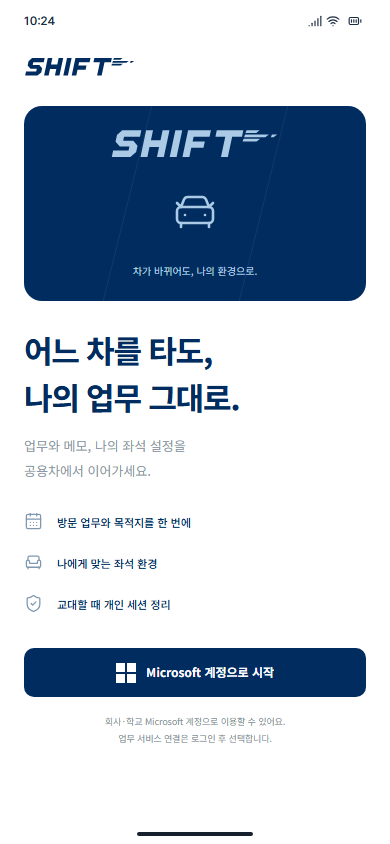 10:24
SHIFT
SHIFT
차가 바뀌어도, 나의 환경으로.
어느 차를 타도,
나의 업무 그대로.
업무와 메모, 나의 좌석 설정을
공용차에서 이어가세요.
방문 업무와 목적지를 한 번에
나에게 맞는 좌석 환경
교대할 때 개인 세션 정리
Microsoft 계정으로 시작
회사·학교 Microsoft 계정으로 이용할 수 있어요.
업무 서비스 연결은 로그인 후 선택합니다.